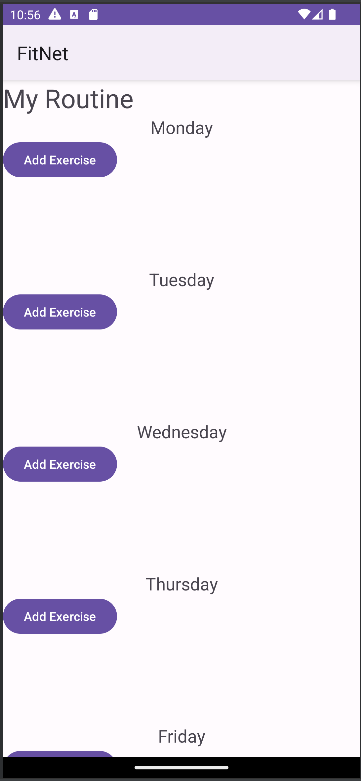 10:56
FitNet
My Routine
Monday
Add Exercise
Tuesday
Add Exercise
Wednesday
Add Exercise
Thursday
Add Exercise
Friday